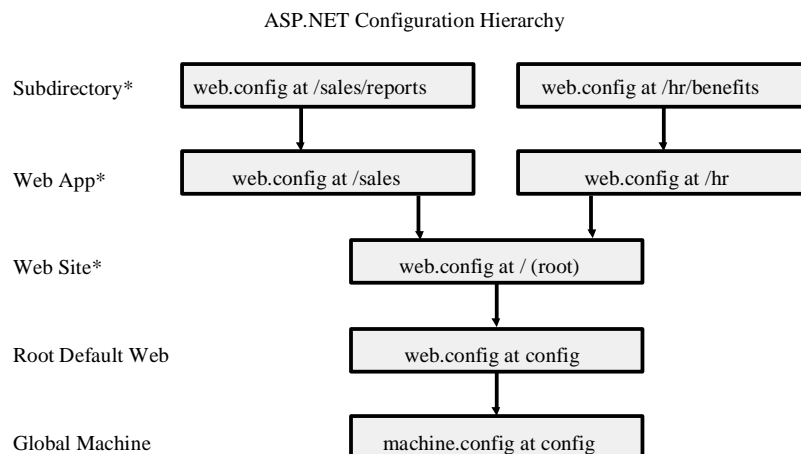 ASP.NET Configuration Hierarchy
Subdirectory* web.config at /sales/reports web.config at /hr/benefits
Web App* web.config at /sales web.config at /hr
Web Site* web.config at / (root)
Root Default Web web.config at config
Global Machine machine.config at config